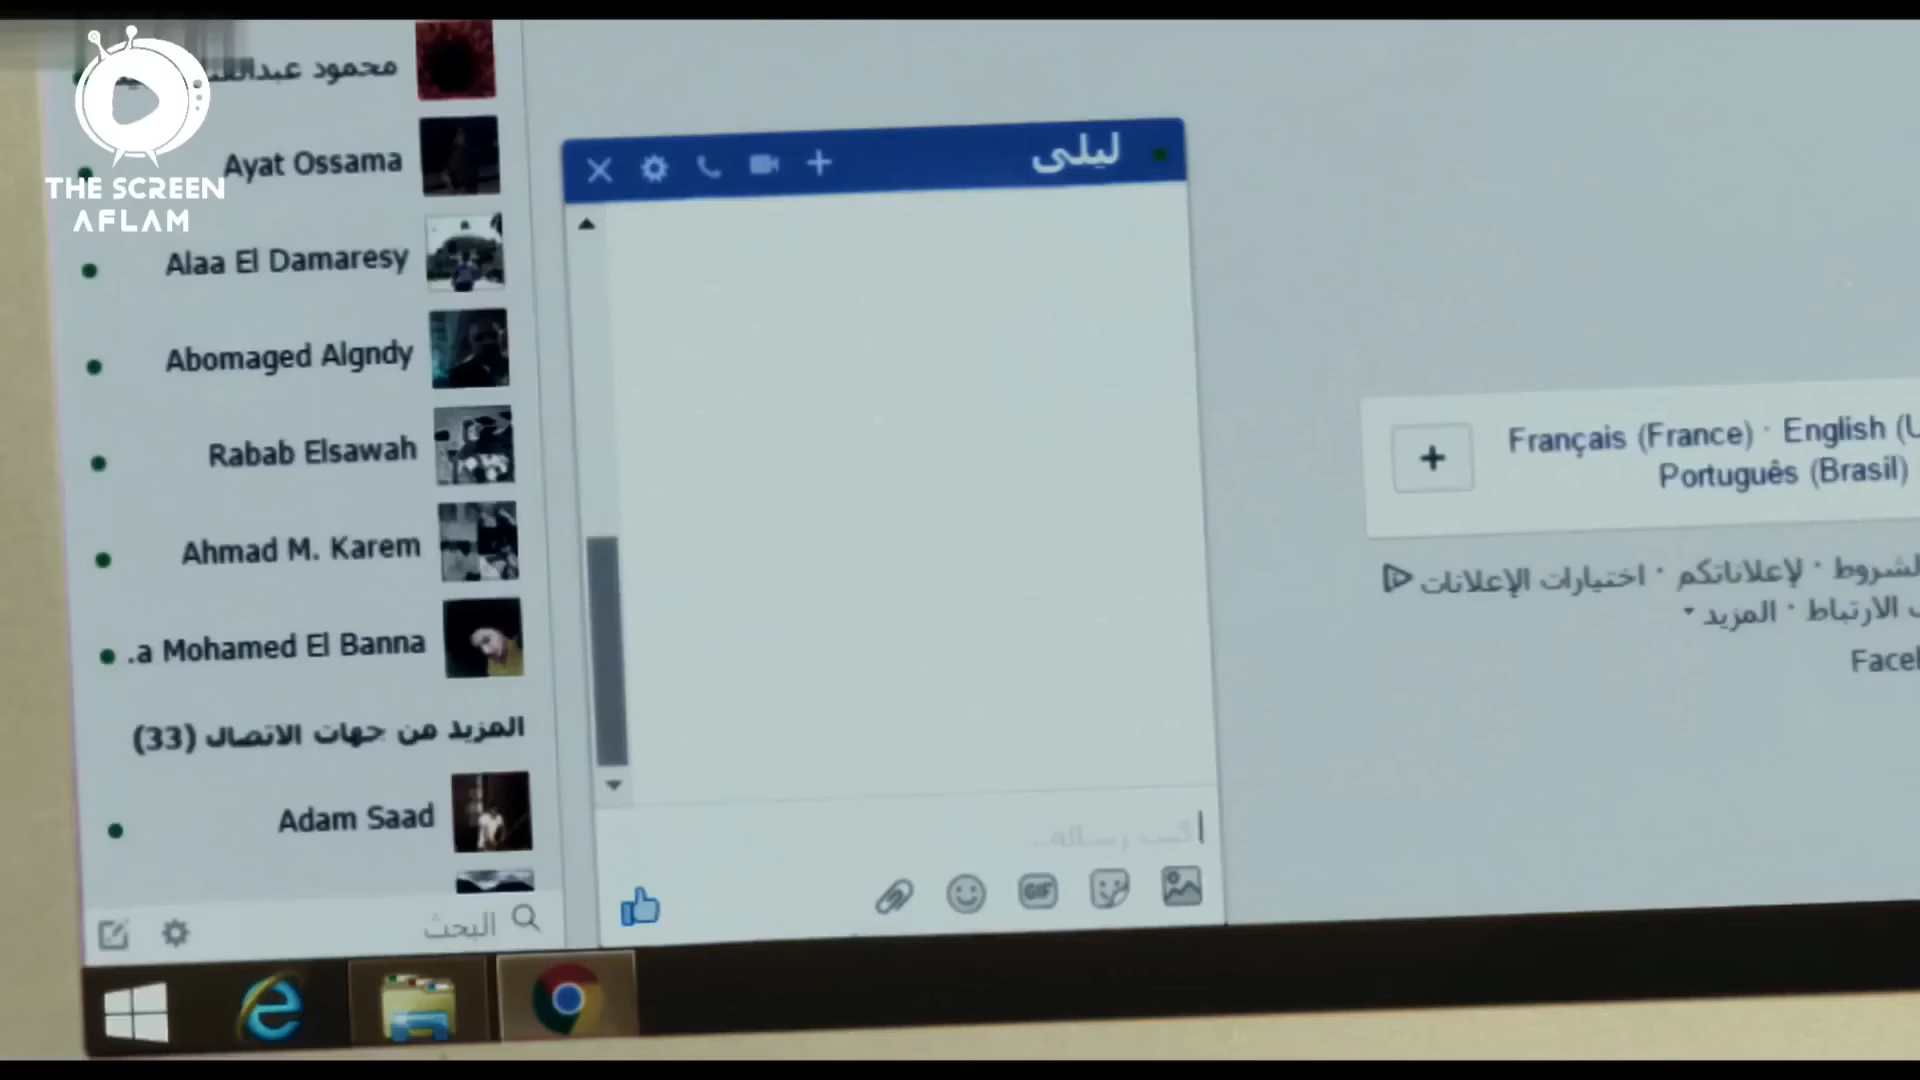 THE SCREEN
AFLAM
محمود
Ayat Ossama
Alaa El Damaresy
Abomaged Algndy
Rabab Elsawah
Ahmad M. Karem
.a Mohamed El Banna
المزيد من جهات الاتصال (33)
Adam Saad
البحث
ليلى
GIF
Français (France) · English (U
Português (Brasil)
الشروط · لإعلاناتكم · اختيارات الإعلانات
الارتباط · المزيد
Faceb